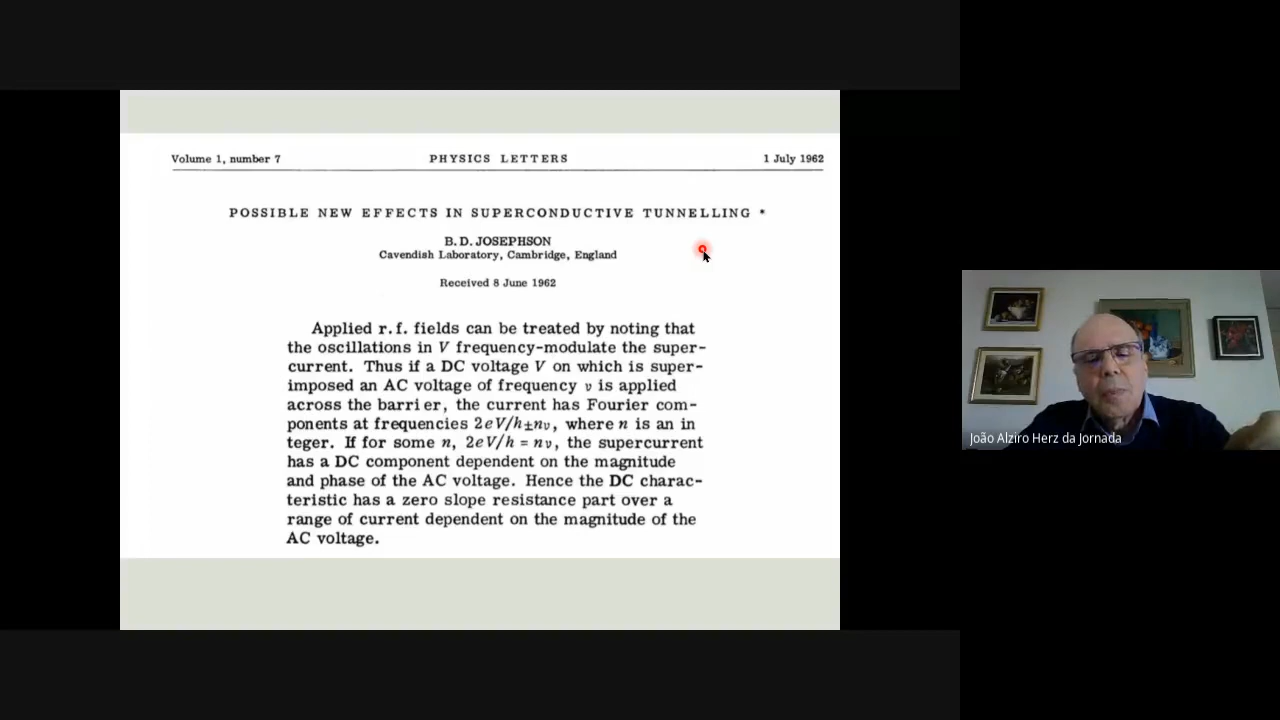 Volume 1, number 7 PHYSICS LETTERS 1 July 1962
POSSIBLE NEW EFFECTS IN SUPERCONDUCTIVE TUNNELLING *
B. D. JOSEPHSON
Cavendish Laboratory, Cambridge, England
Received 8 June 1962
Applied r.f. fields can be treated by noting that
the oscillations in V frequency-modulate the super-
current. Thus if a DC voltage V on which is super-
imposed an AC voltage of frequency ν is applied
across the barri er, the current has Fourier com-
ponents at frequencies 2eV/h±nν, where n is an in
teger. If for some n, 2eV/h = nν, the supercurrent
has a DC component dependent on the magnitude
and phase of the AC voltage. Hence the DC charac-
teristic has a zero slope resistance part over a
range of current dependent on the magnitude of the
AC voltage.
João Alziro Herz da Jornada